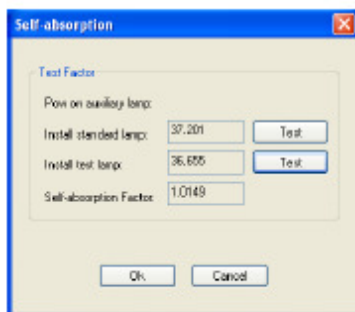 Self-absorption
Test Factor
Pow on auxiliary lamp:
Install standard lamp: 37.201 Test
Install test lamp: 36.655 Test
Self-absorption Factor 1.0149
Ok Cancel